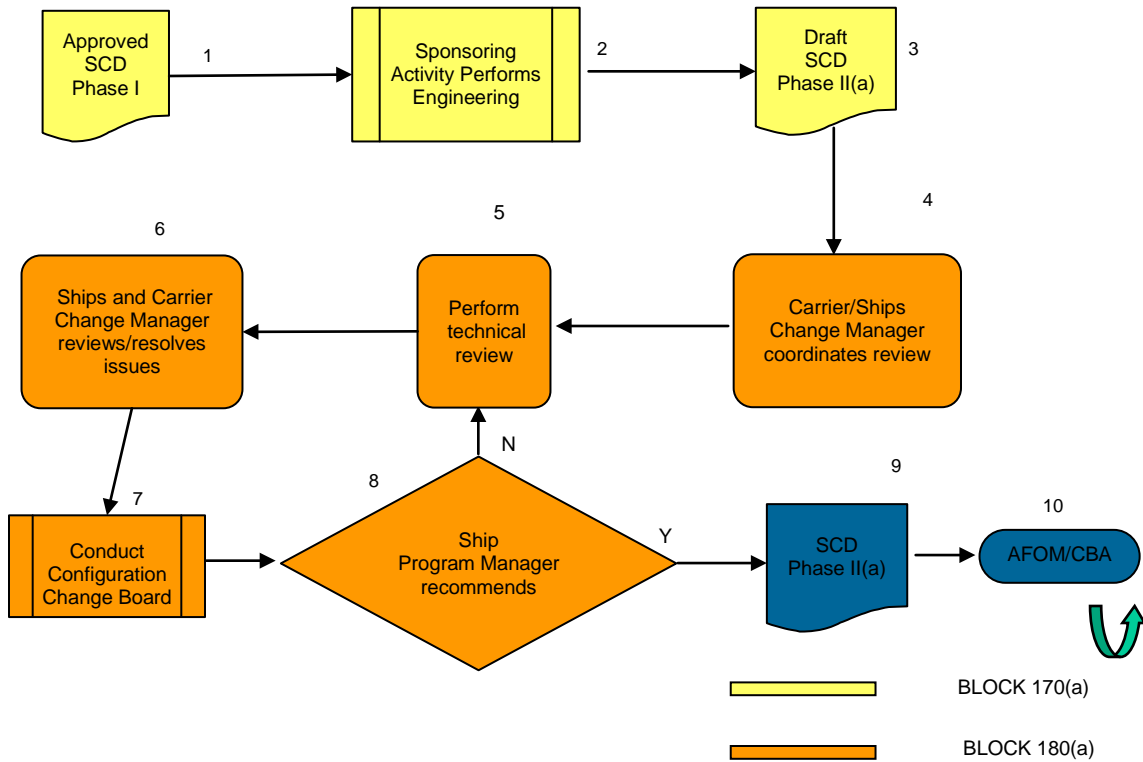 Approved
SCD
Phase I
1
Sponsoring
Activity Performs
Engineering
2
Draft
SCD
Phase II(a)
3
4
Carrier/Ships
Change Manager
coordinates review
5
Perform
technical
review
6
Ships and Carrier
Change Manager
reviews/resolves
issues
7
Conduct
Configuration
Change Board
8
Ship
Program Manager
recommends
N
Y
9
SCD
Phase II(a)
10
AFOM/CBA
BLOCK 170(a)
BLOCK 180(a)